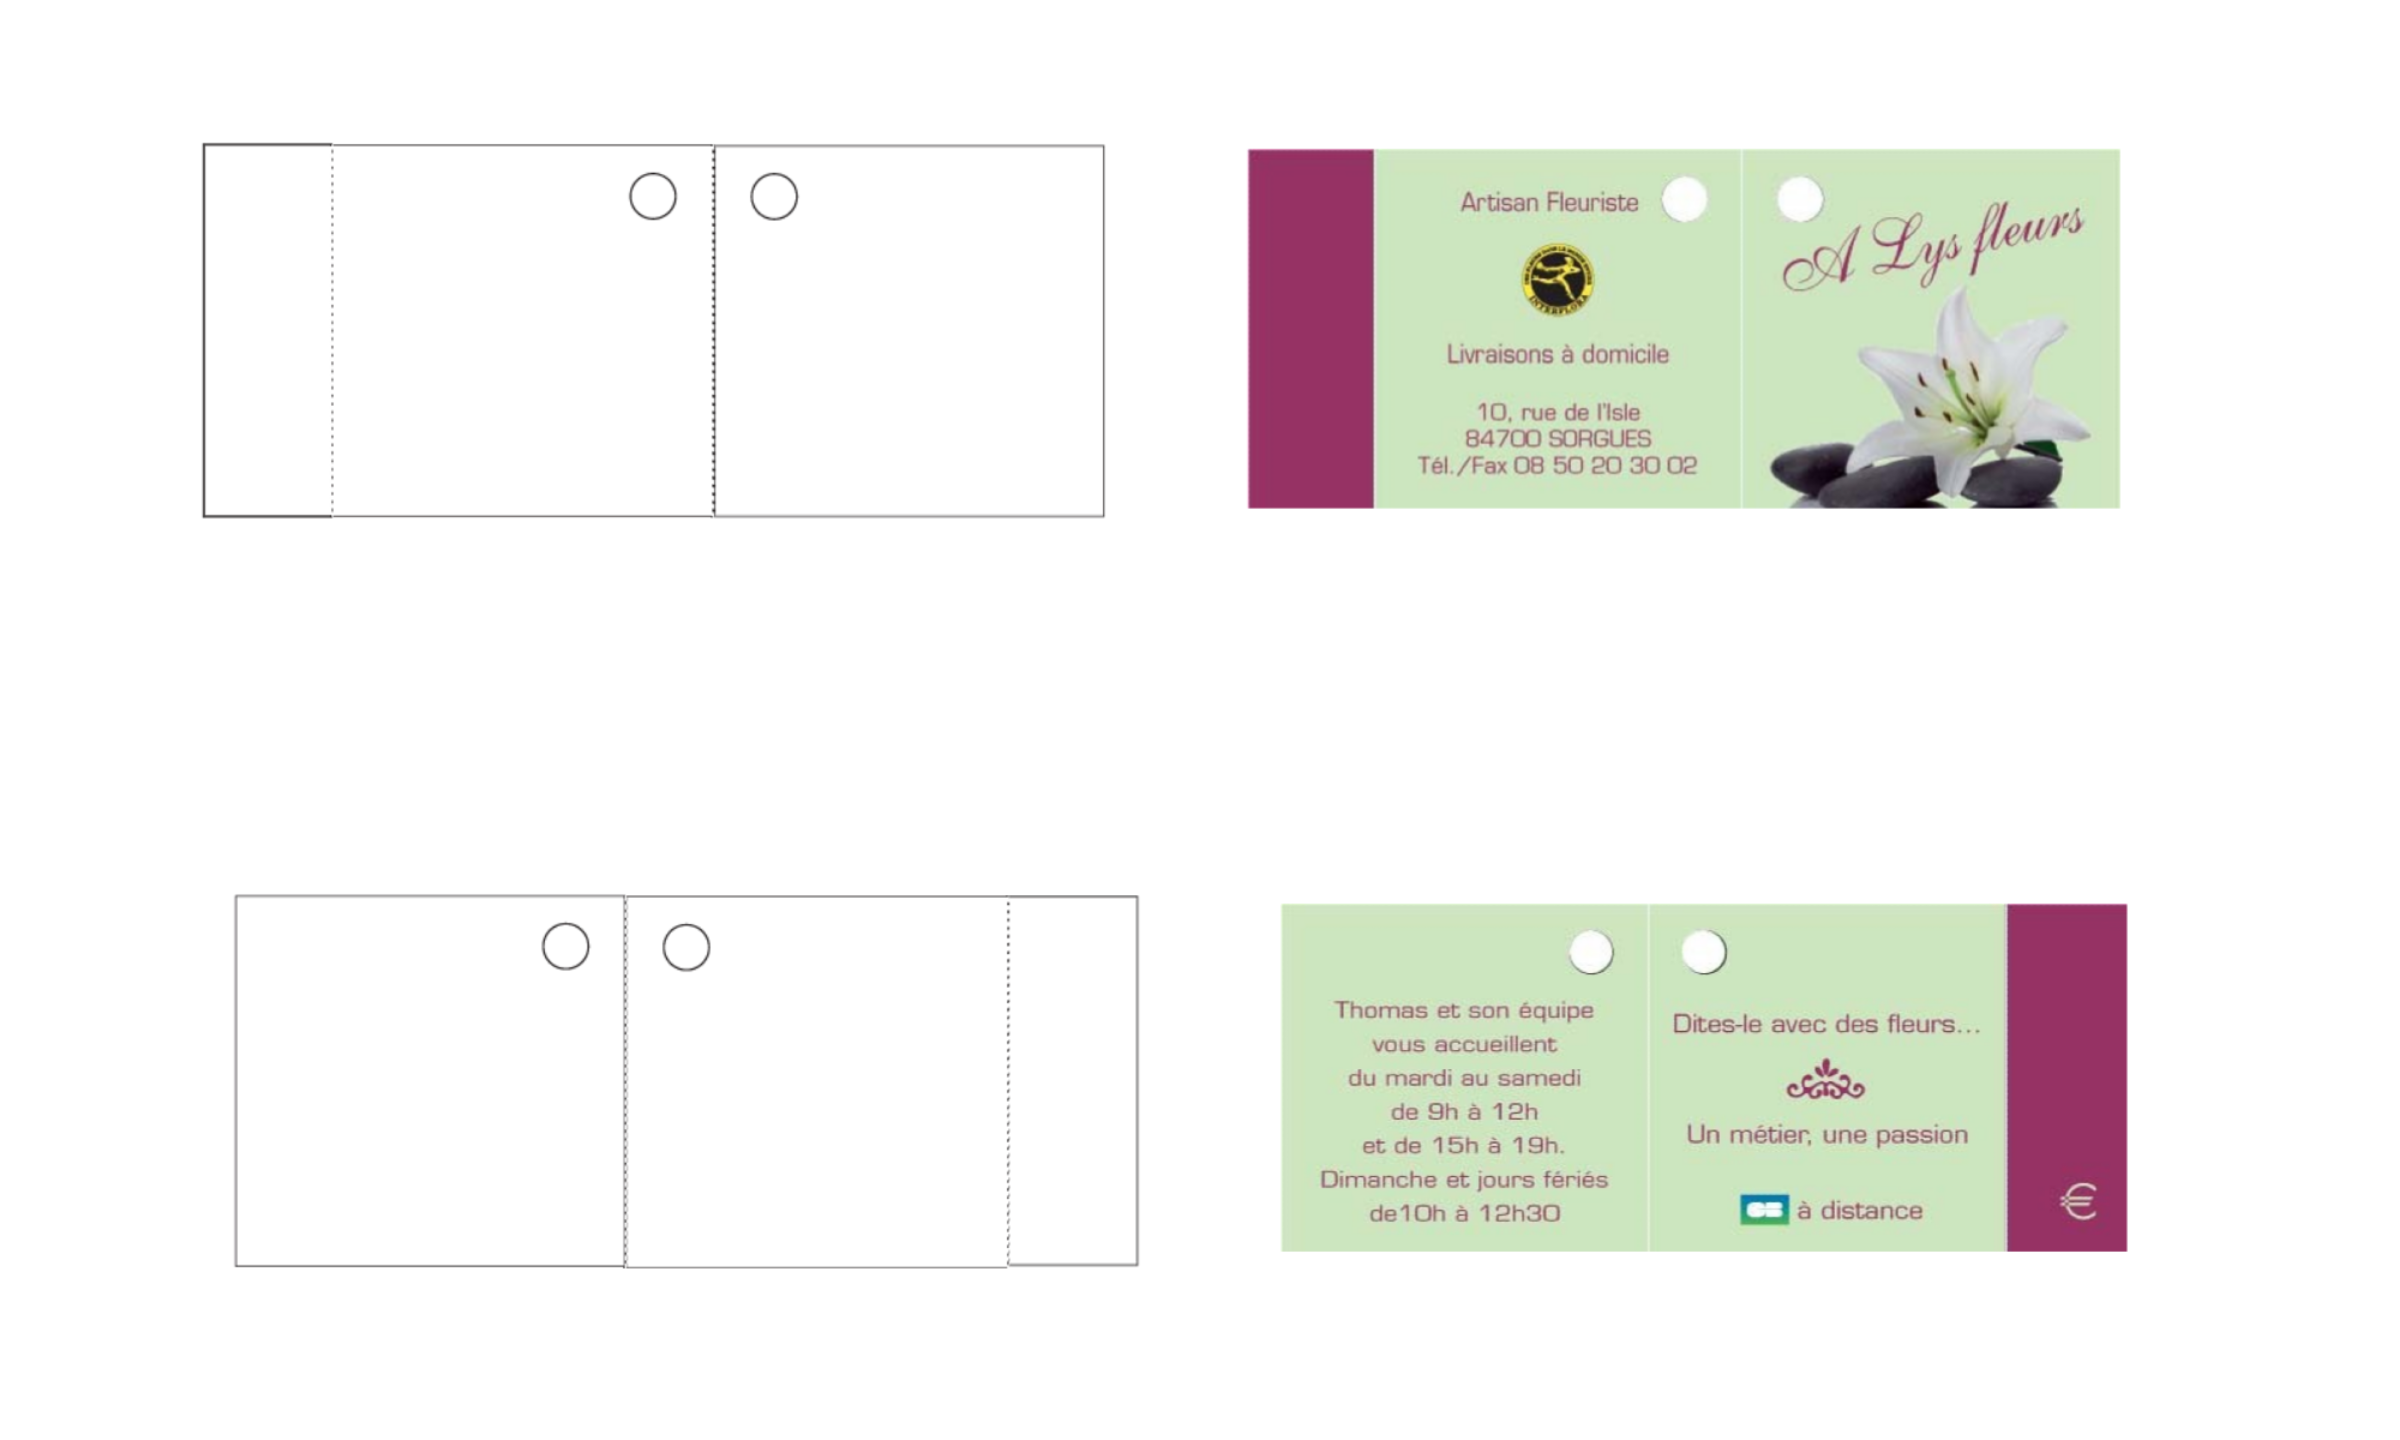 Artisan Fleuriste
INTERFLORA
Livraisons à domicile
10, rue de l'Isle
84700 SORGUES
Tél./Fax 08 50 20 30 02
A Lys fleurs
Thomas et son équipe
vous accueillent
du mardi au samedi
de 9h à 12h
et de 15h à 19h.
Dimanche et jours fériés
de10h à 12h30
Dites-le avec des fleurs...
Un métier, une passion
CB à distance
€